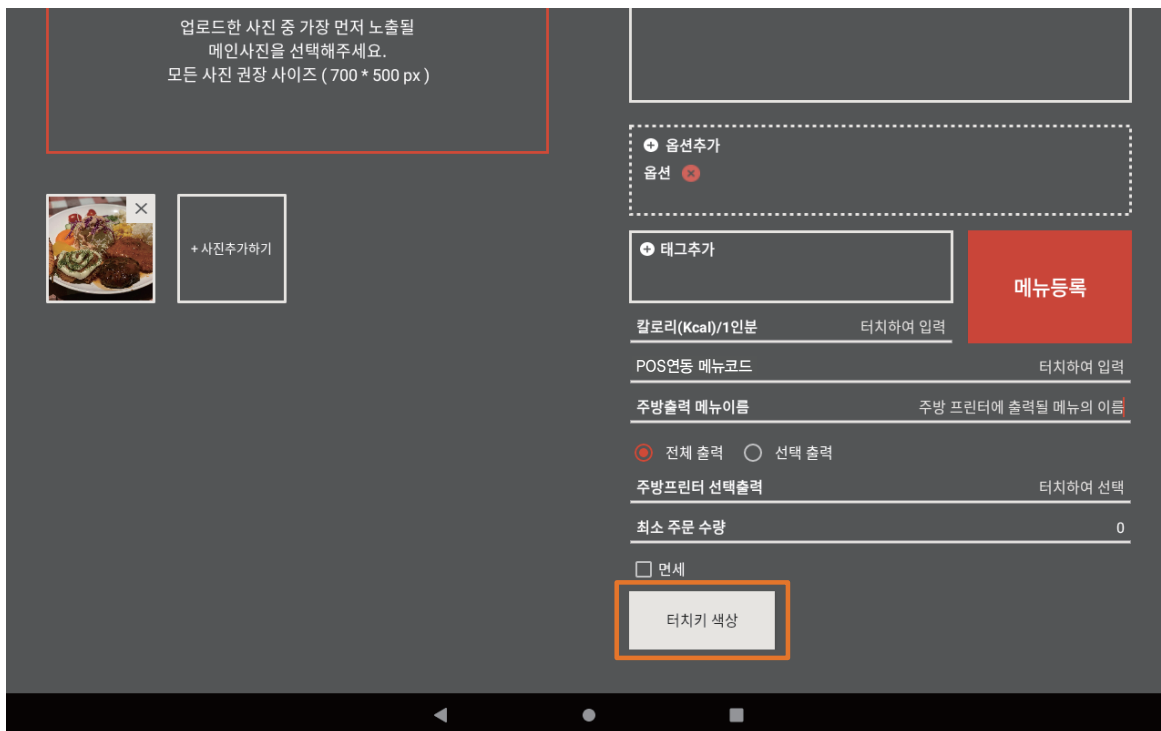 업로드한 사진 중 가장 먼저 노출될
메인사진을 선택해주세요.
모든 사진 권장 사이즈 ( 700 * 500 px )
+ 사진추가하기
옵션추가
옵션
태그추가
메뉴등록
칼로리(Kcal)/1인분 터치하여 입력
POS연동 메뉴코드 터치하여 입력
주방출력 메뉴이름 주방 프린터에 출력될 메뉴의 이름
전체 출력 선택 출력
주방프린터 선택출력 터치하여 선택
최소 주문 수량 0
면세
터치키 색상